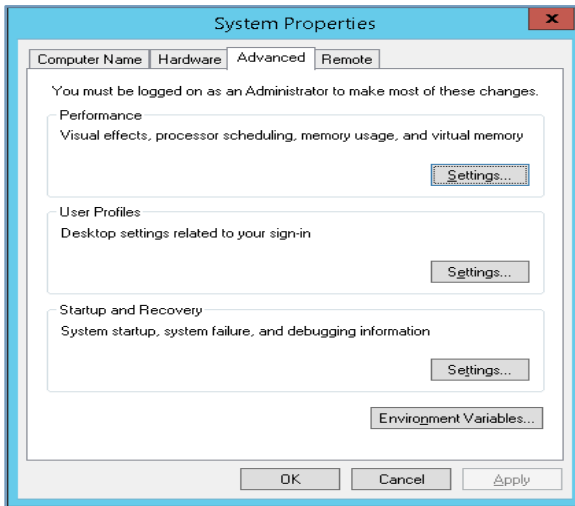 System Properties
x
Computer Name Hardware Advanced Remote
You must be logged on as an Administrator to make most of these changes.
Performance
Visual effects, processor scheduling, memory usage, and virtual memory
Settings...
User Profiles
Desktop settings related to your sign-in
Settings...
Startup and Recovery
System startup, system failure, and debugging information
Settings...
Environment Variables...
OK Cancel Apply